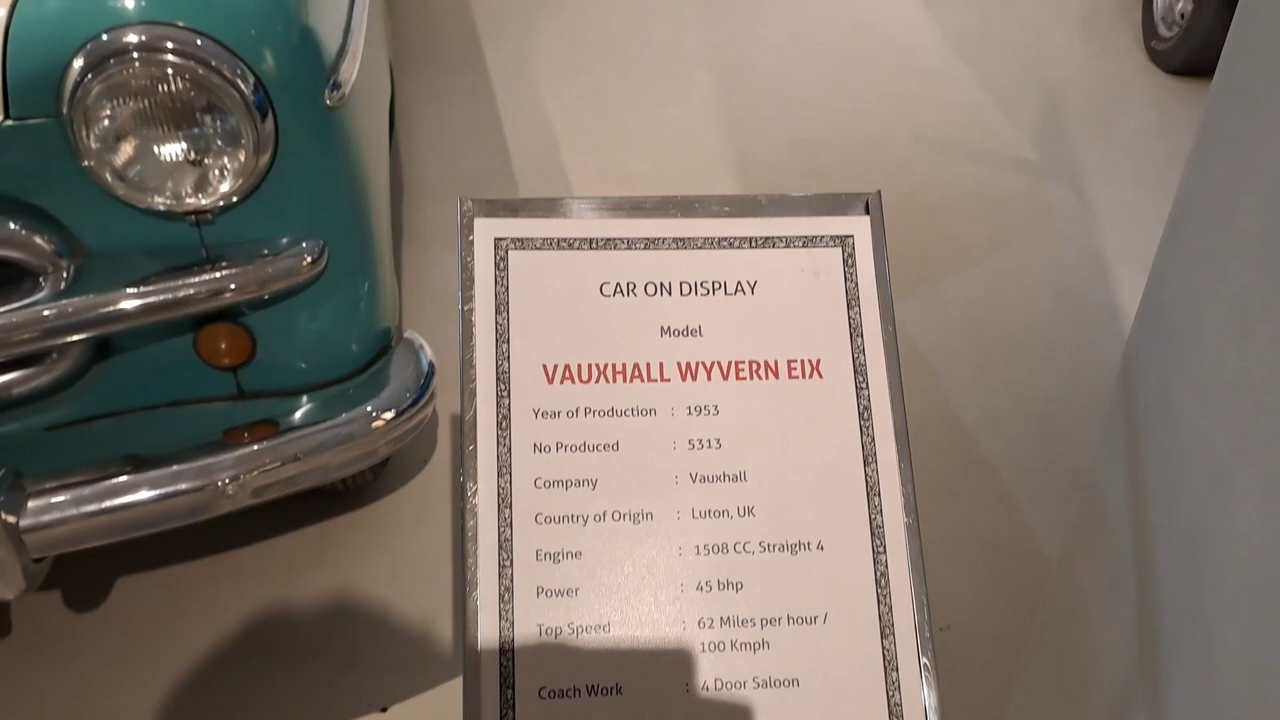 CAR ON DISPLAY
Model
VAUXHALL WYVERN EIX
Year of Production : 1953
No Produced : 5313
Company : Vauxhall
Country of Origin : Luton, UK
Engine : 1508 CC, Straight 4
Power : 45 bhp
Top Speed : 62 Miles per hour /
100 Kmph
Coach Work : 4 Door Saloon